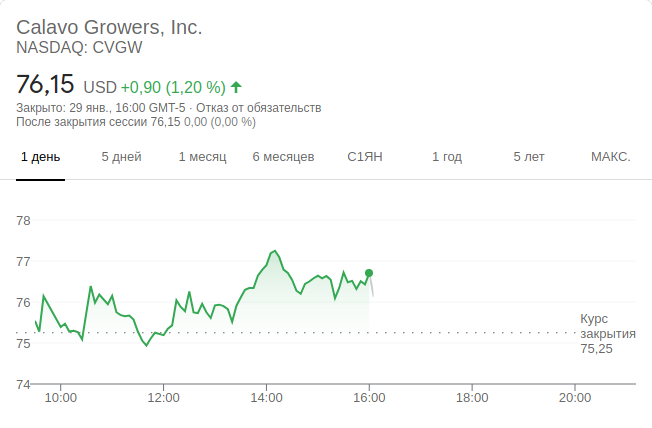 Calavo Growers, Inc.
NASDAQ: CVGW
76,15 USD +0,90 (1,20 %)
Закрыто: 29 янв., 16:00 GMT-5 · Отказ от обязательств
После закрытия сессии 76,15 0,00 (0,00 %)
1 день 5 дней 1 месяц 6 месяцев С1ЯН 1 год 5 лет МАКС.
78
77
76
Курс
закрытия
75,25
75
74
10:00 12:00 14:00 16:00 18:00 20:00